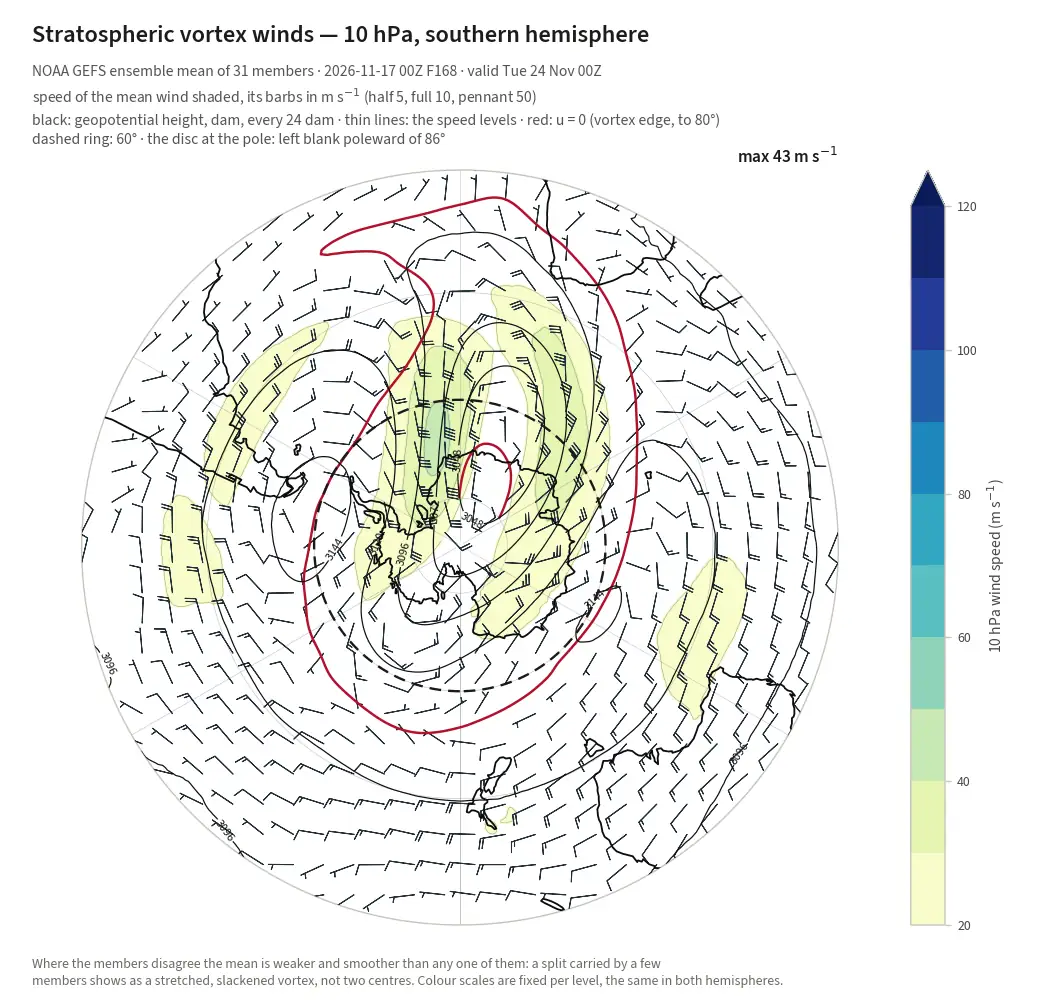 Stratospheric vortex winds — 10 hPa, southern hemisphere
NOAA GEFS ensemble mean of 31 members · 2026-11-17 00Z F168 · valid Tue 24 Nov 00Z
speed of the mean wind shaded, its barbs in m s⁻¹ (half 5, full 10, pennant 50)
black: geopotential height, dam, every 24 dam · thin lines: the speed levels · red: u = 0 (vortex edge, to 80°)
dashed ring: 60° · the disc at the pole: left blank poleward of 86°
max 43 m s⁻¹
120
100
80
60
40
20
10 hPa wind speed (m s⁻¹)
3048
3096
3144
3096
3096
3096
Where the members disagree the mean is weaker and smoother than any one of them: a split carried by a few
members shows as a stretched, slackened vortex, not two centres. Colour scales are fixed per level, the same in both hemispheres.